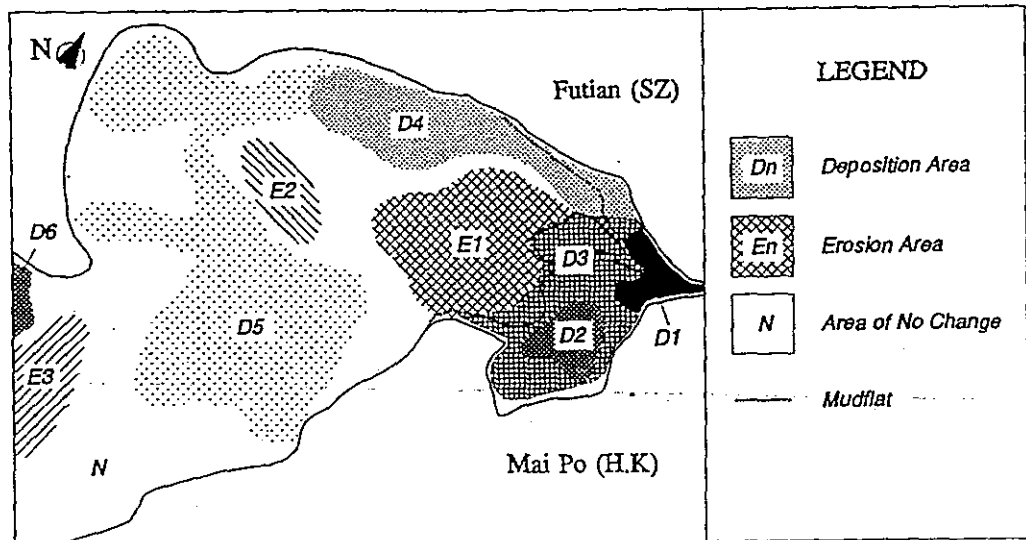 N
Futian (SZ)
D4
E2
D6
E1
D3
D5
D2
D1
E3
N
Mai Po (H.K)
LEGEND
Dn Deposition Area
En Erosion Area
N Area of No Change
Mudflat